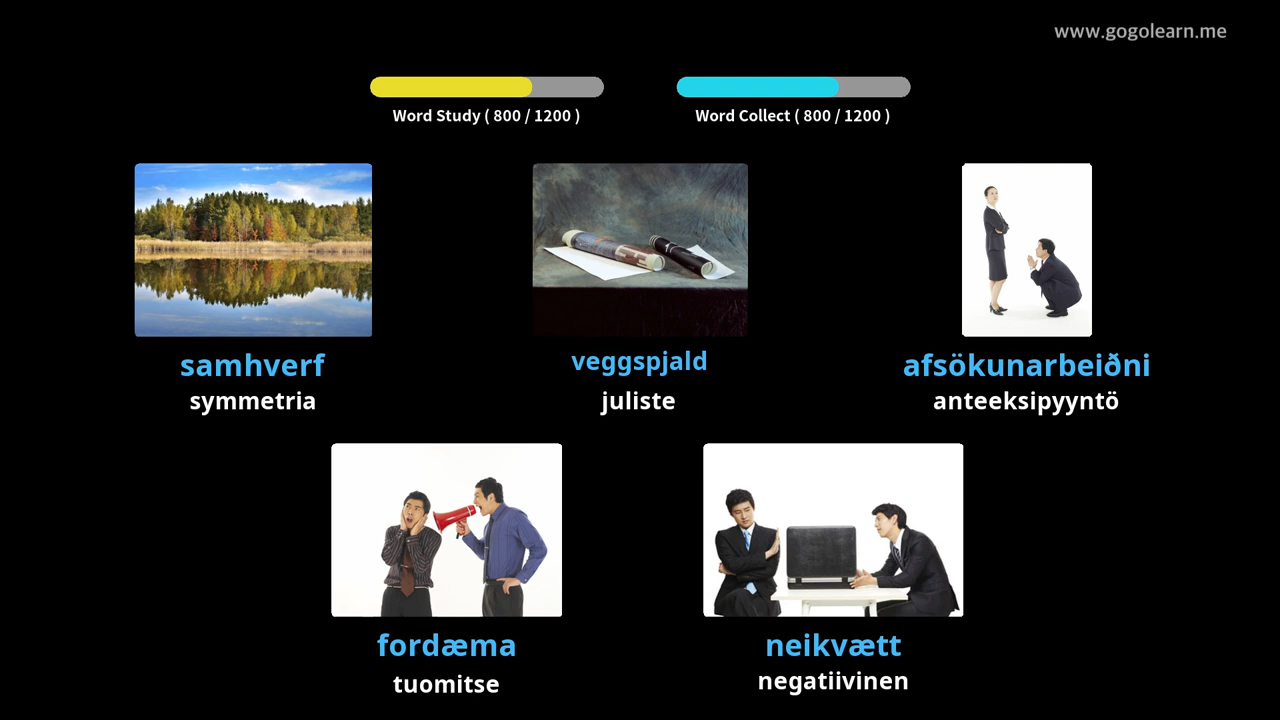 www.gogolearn.me
Word Study ( 800 / 1200 )
Word Collect ( 800 / 1200 )
samhverf
symmetria
veggspjald
juliste
afsökunarbeiðni
anteeksipyyntö
fordæma
tuomitse
neikvætt
negatiivinen